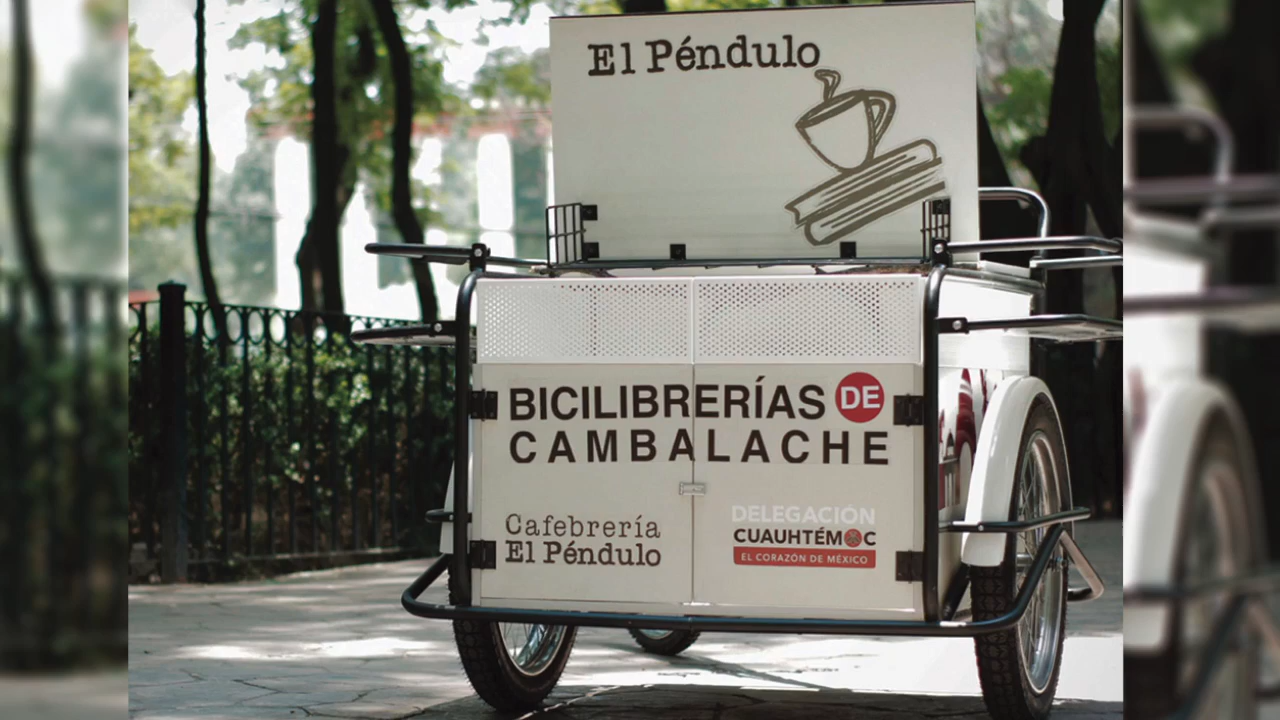 El Péndulo
BICILIBRERÍAS DE
CAMBALACHE
Cafebrería
El Péndulo
DELEGACIÓN
CUAUHTÉMOC
EL CORAZÓN DE MÉXICO